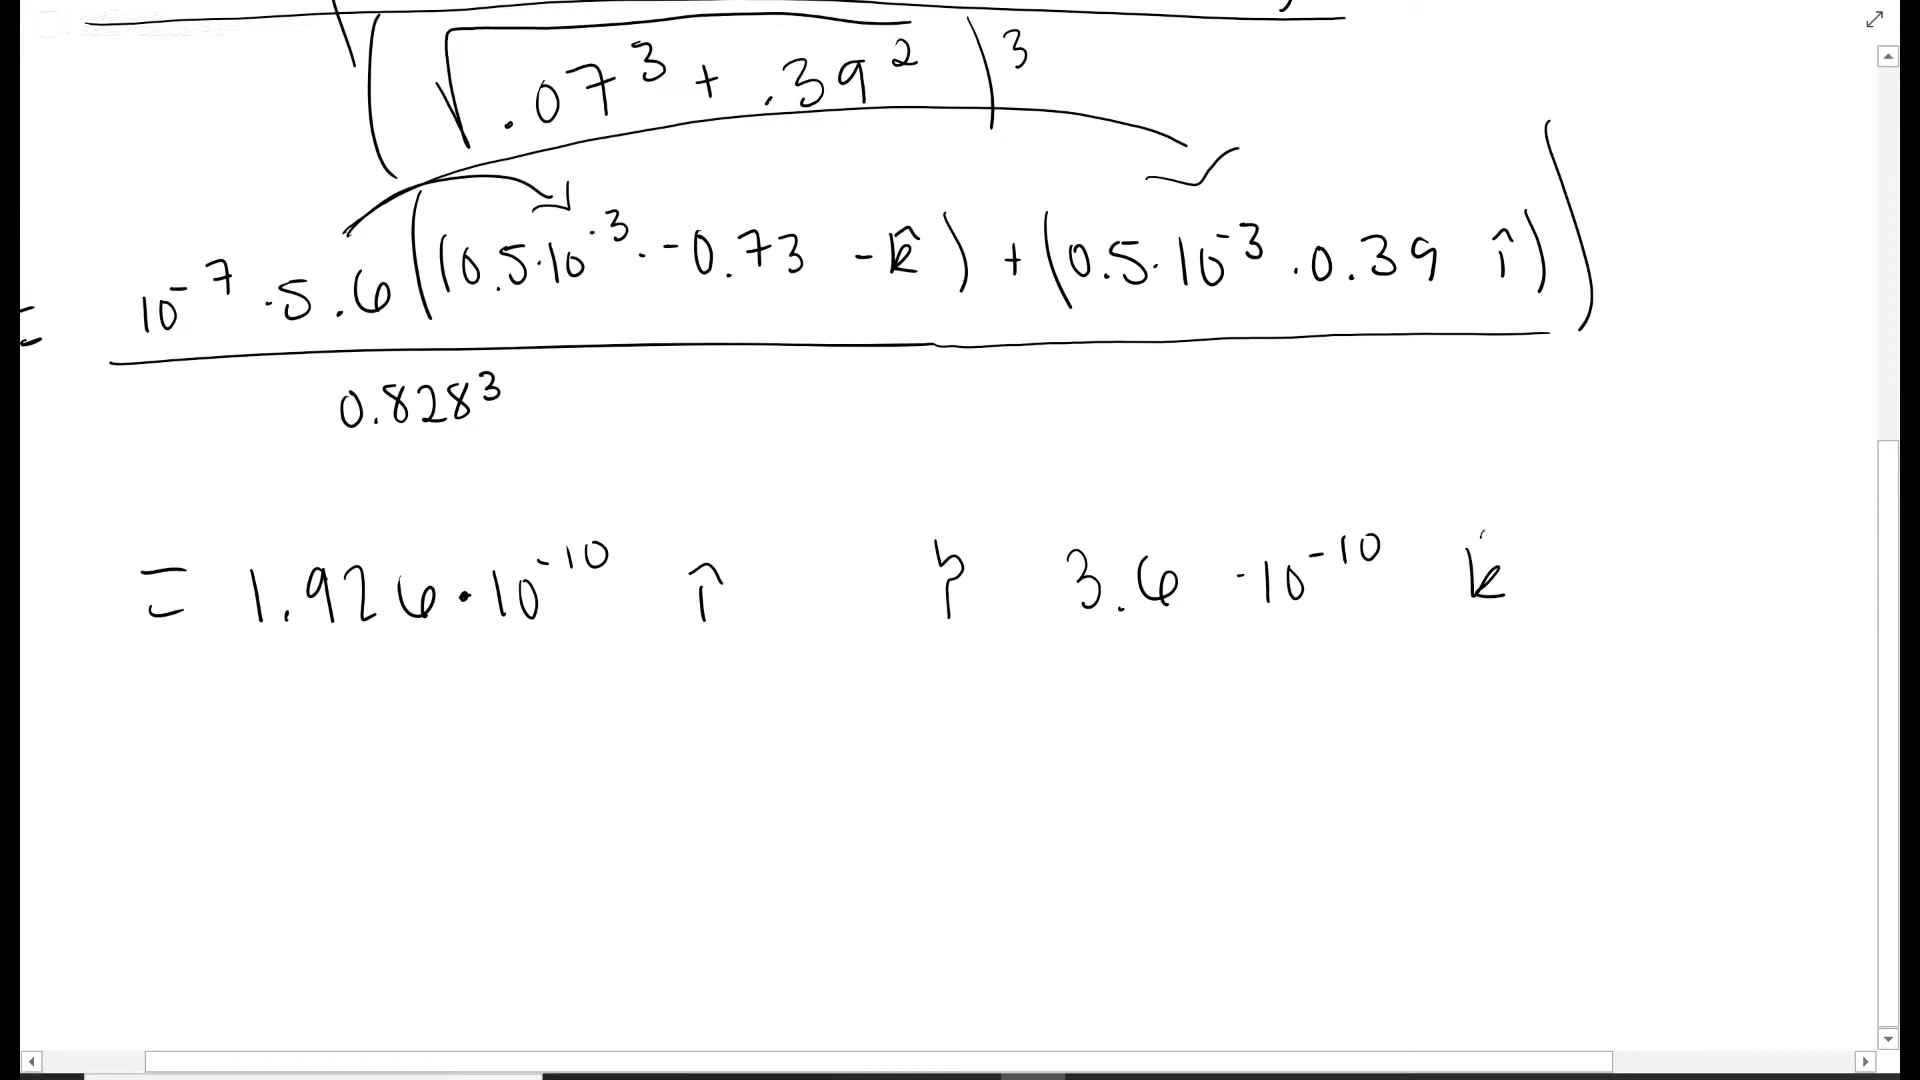 ( √.07³ + .39² )³
= 10⁻⁷ · 5.6 ((0.5·10⁻³ · -0.73 -k̂) + (0.5·10⁻³ · 0.39 î))
0.828³
= 1.926 · 10⁻¹⁰ î 3.6 · 10⁻¹⁰ k